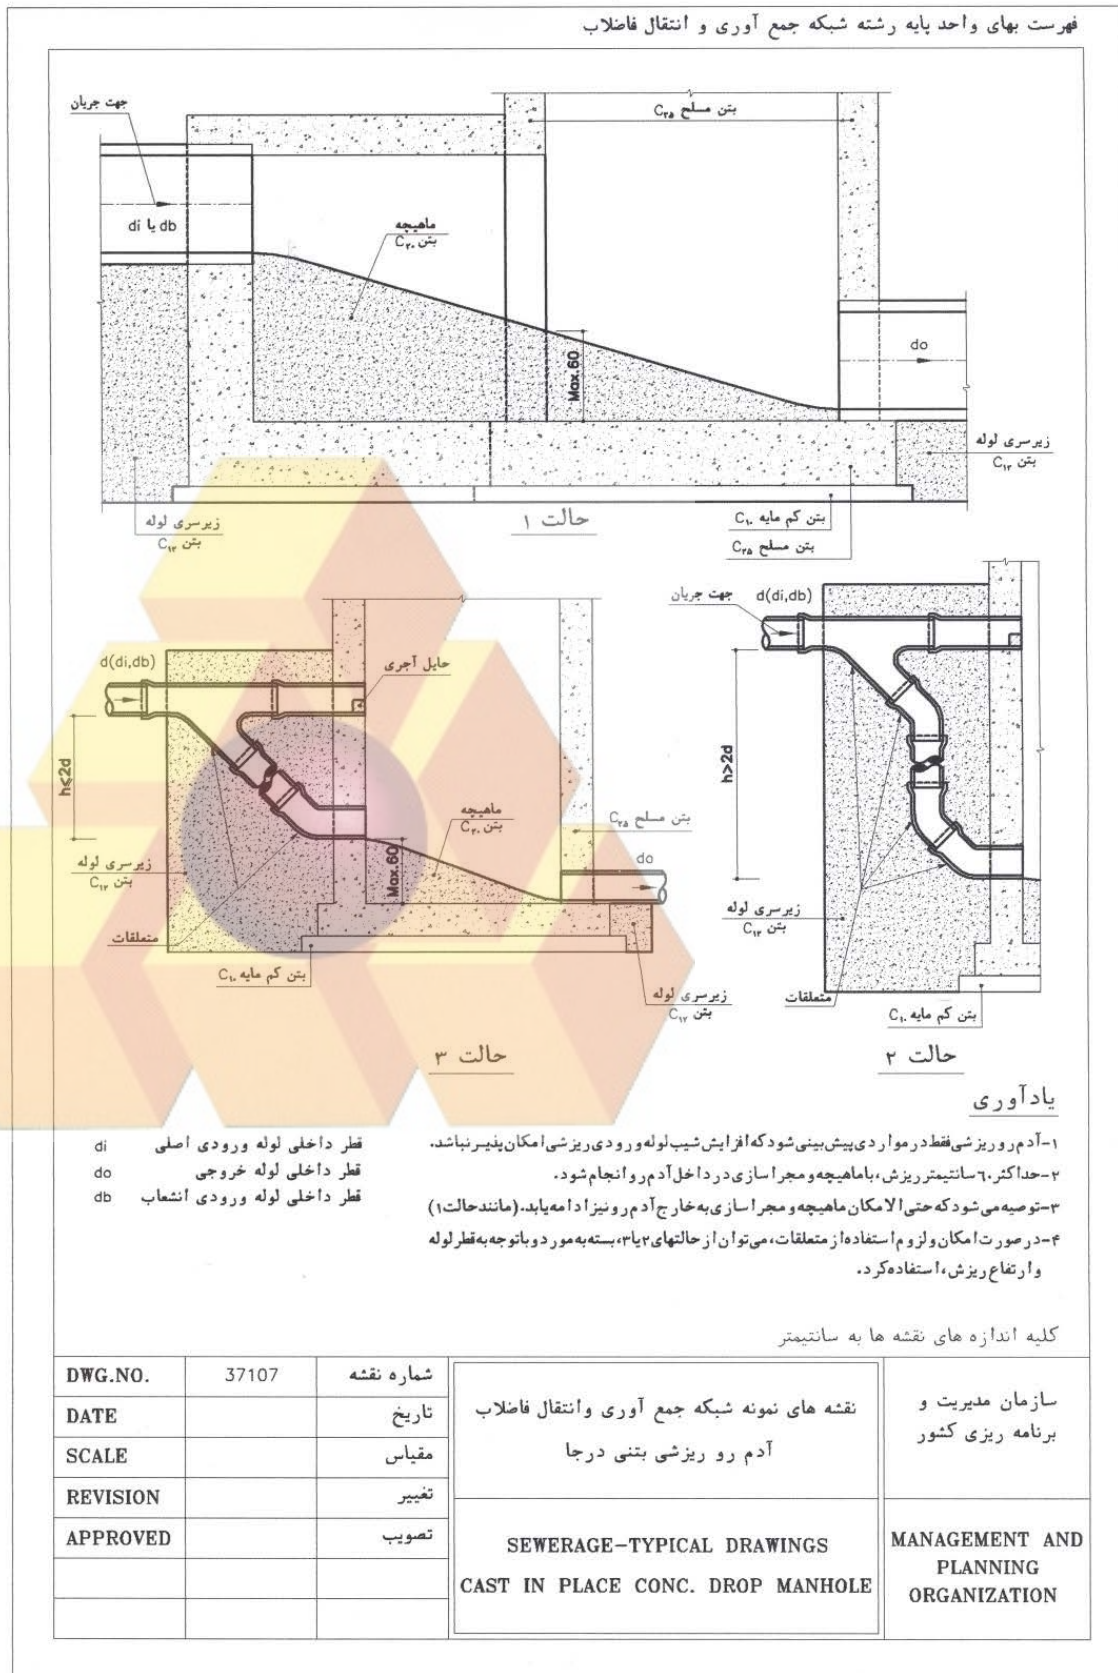 فهرست بهای واحد پایه رشته شبکه جمع آوری و انتقال فاضلاب
جهت جریان
بتن مسلح C۲۵
di یا db
ماهیچه
بتن C۲۰
Max.60
do
زیرسری لوله
بتن C۱۲
زیرسری لوله
بتن C۱۲
حالت ۱
بتن کم مایه C۱۰
بتن مسلح C۲۵
d(di,db)
جهت جریان
h>2d
زیرسری لوله
بتن C۱۲
متعلقات
بتن کم مایه C۱۰
حالت ۲
d(di,db)
حایل آجری
h⩽2d
ماهیچه
بتن C۲۰
بتن مسلح C۲۵
Max.60
do
زیرسری لوله
بتن C۱۲
متعلقات
بتن کم مایه C۱۰
زیرسری لوله
بتن C۱۲
حالت ۳
یادآوری
۱-آدم رو ریزشی فقط در مواردی پیش بینی شود که افزایش شیب لوله ورودی ریزشی امکان پذیر نباشد.
۲-حداکثر ۶۰ سانتیمتر ریزش، با ماهیچه و مجرا سازی در داخل آدم رو انجام شود.
۳-توصیه می شود که حتی الامکان ماهیچه و مجرا سازی به خارج آدم رو نیز ادامه یابد. (مانند حالت ۱)
۴-در صورت امکان و لزوم استفاده از متعلقات، می توان از حالتهای ۲ یا ۳، بسته به مورد و با توجه به قطر لوله
و ارتفاع ریزش، استفاده کرد.
قطر داخلی لوله ورودی اصلی di
قطر داخلی لوله خروجی do
قطر داخلی لوله ورودی انشعاب db
کلیه اندازه های نقشه ها به سانتیمتر
DWG.NO. 37107 شماره نقشه
DATE تاریخ
SCALE مقیاس
REVISION تغییر
APPROVED تصویب
نقشه های نمونه شبکه جمع آوری وانتقال فاضلاب
آدم رو ریزشی بتنی درجا
SEWERAGE-TYPICAL DRAWINGS
CAST IN PLACE CONC. DROP MANHOLE
سازمان مدیریت و
برنامه ریزی کشور
MANAGEMENT AND
PLANNING
ORGANIZATION